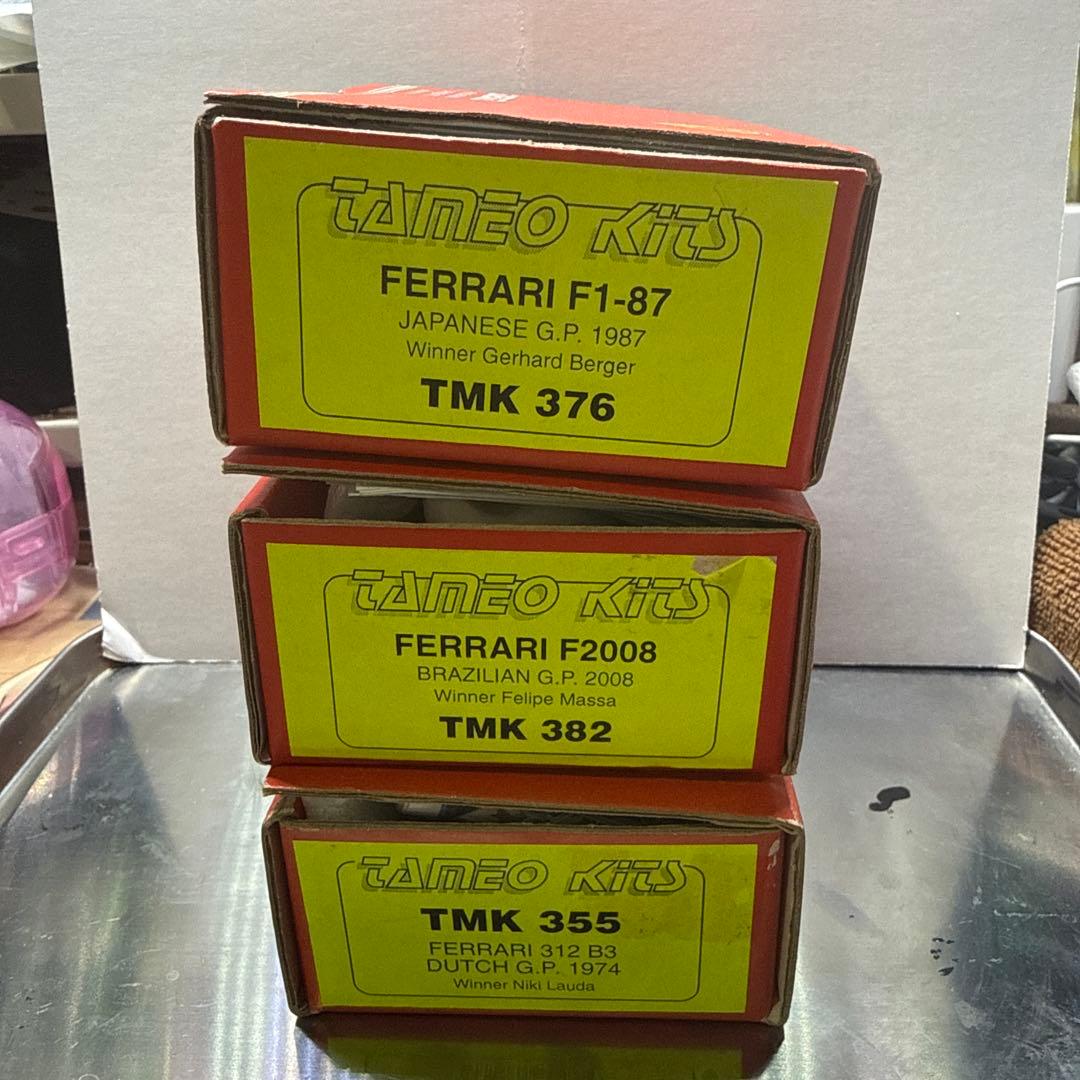 TAMEO KITS
FERRARI F1-87
JAPANESE G.P. 1987
Winner Gerhard Berger
TMK 376
TAMEO KITS
FERRARI F2008
BRAZILIAN G.P. 2008
Winner Felipe Massa
TMK 382
TAMEO KITS
TMK 355
FERRARI 312 B3
DUTCH G.P. 1974
Winner Niki Lauda